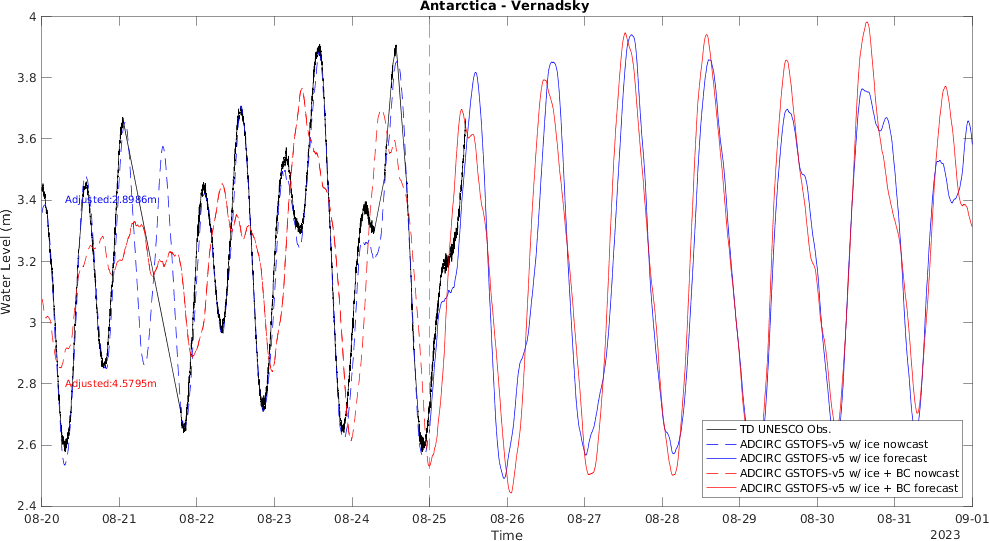 Antarctica - Vernadsky
4
3.8
3.6
3.4
3.2
3
2.8
2.6
2.4
Water Level (m)
Adjusted:2.8986m
Adjusted:4.5795m
TD UNESCO Obs.
ADCIRC GSTOFS-v5 w/ ice nowcast
ADCIRC GSTOFS-v5 w/ ice forecast
ADCIRC GSTOFS-v5 w/ ice + BC nowcast
ADCIRC GSTOFS-v5 w/ ice + BC forecast
08-20 08-21 08-22 08-23 08-24 08-25 08-26 08-27 08-28 08-29 08-30 08-31 09-01
Time
2023